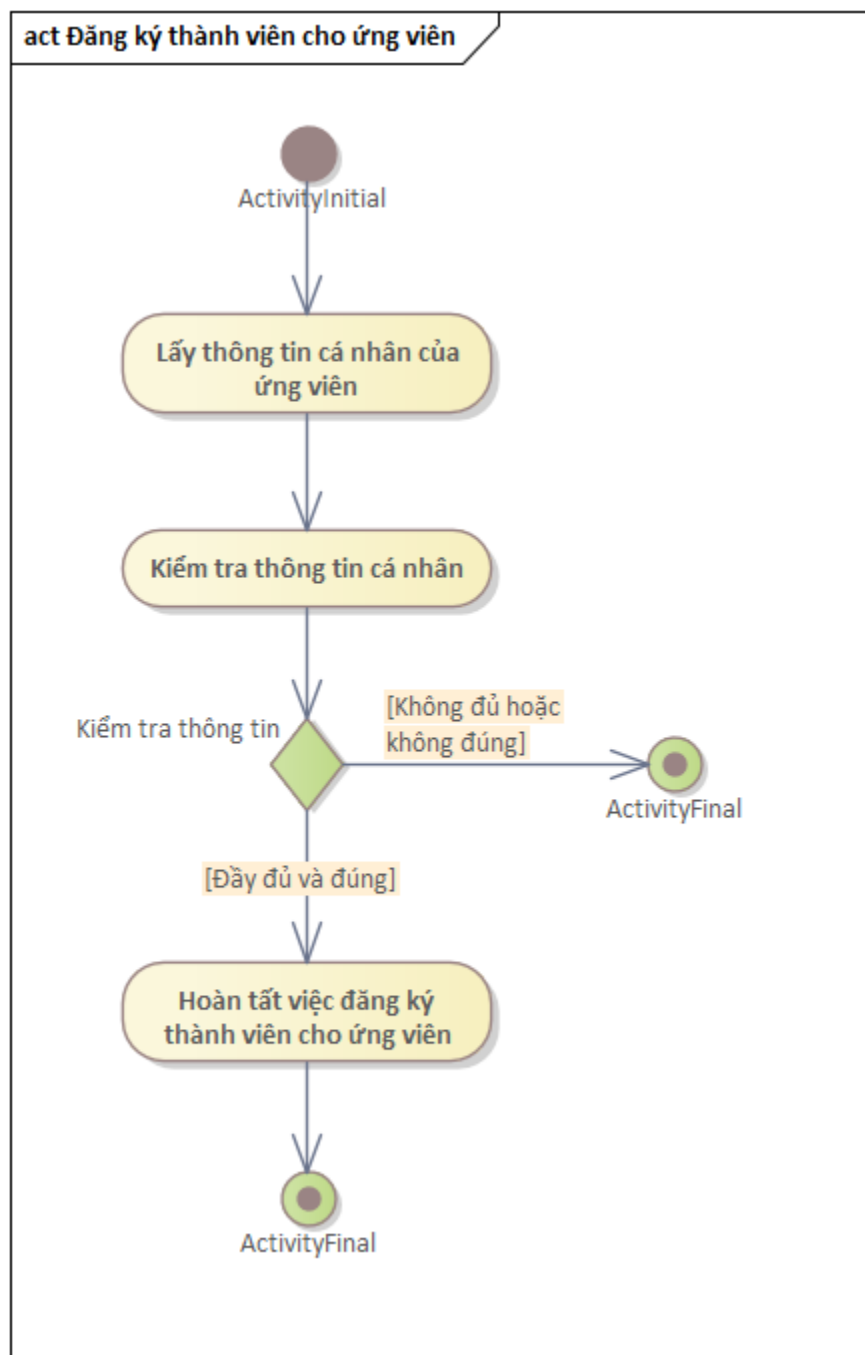 act Đăng ký thành viên cho ứng viên
ActivityInitial
Lấy thông tin cá nhân của
ứng viên
Kiểm tra thông tin cá nhân
Kiểm tra thông tin
[Không đủ hoặc
không đúng]
ActivityFinal
[Đầy đủ và đúng]
Hoàn tất việc đăng ký
thành viên cho ứng viên
ActivityFinal